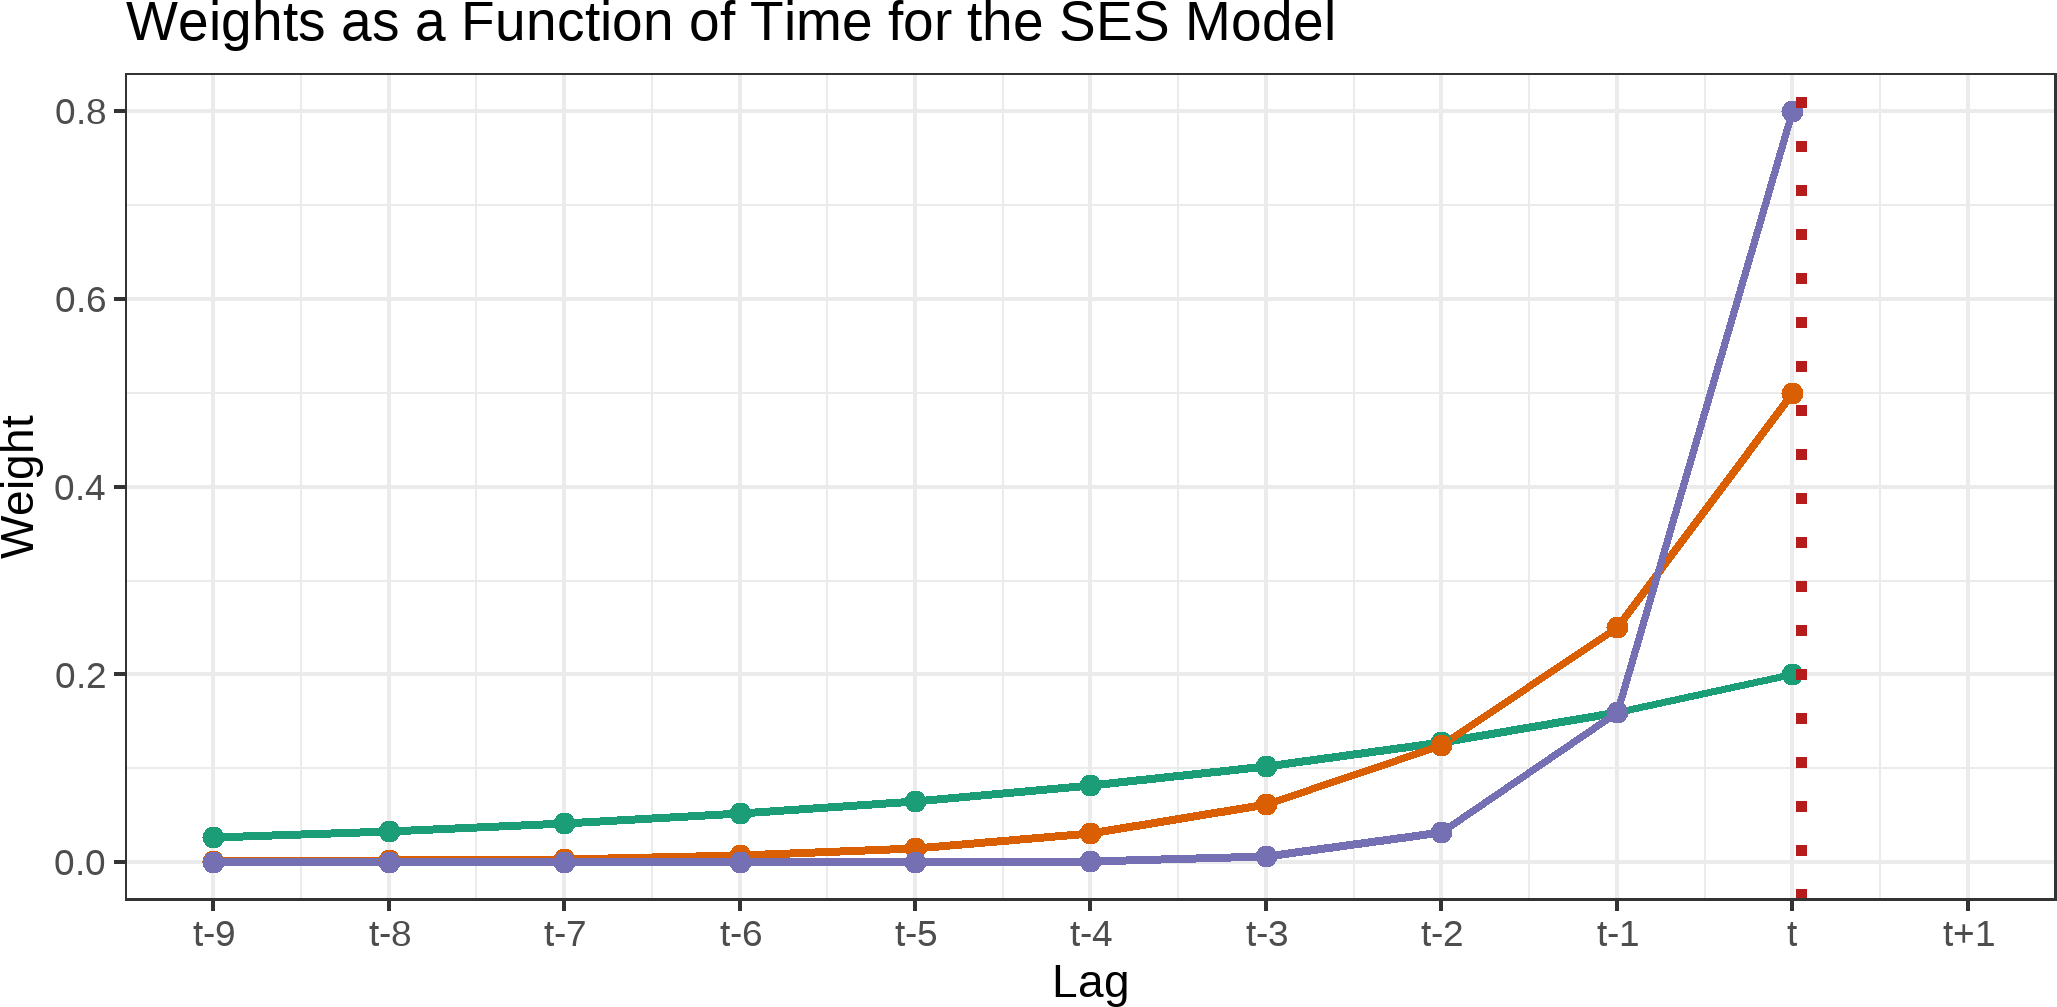 Weights as a Function of Time for the SES Model
0.8
0.6
0.4
0.2
0.0
Weight
t-9 t-8 t-7 t-6 t-5 t-4 t-3 t-2 t-1 t t+1
Lag